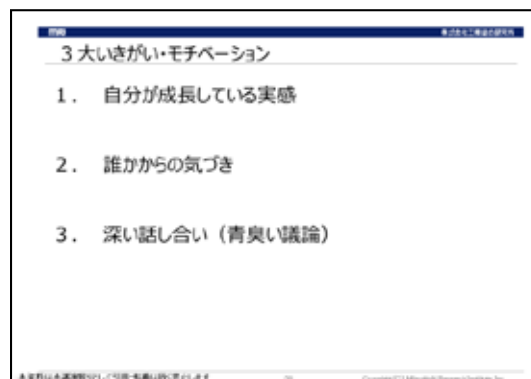 3大いきがい・モチベーション
1． 自分が成長している実感
2． 誰かからの気づき
3． 深い話し合い（青臭い議論）